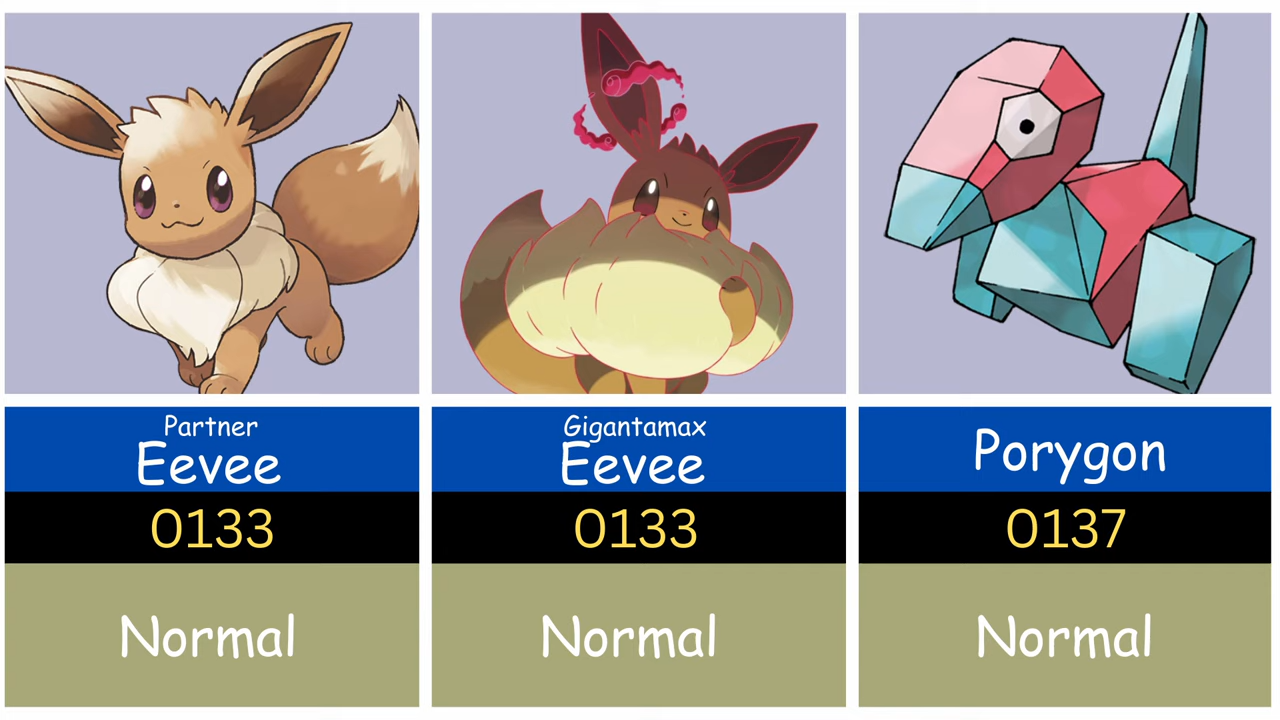 Partner
Eevee
0133
Normal
Gigantamax
Eevee
0133
Normal
Porygon
0137
Normal